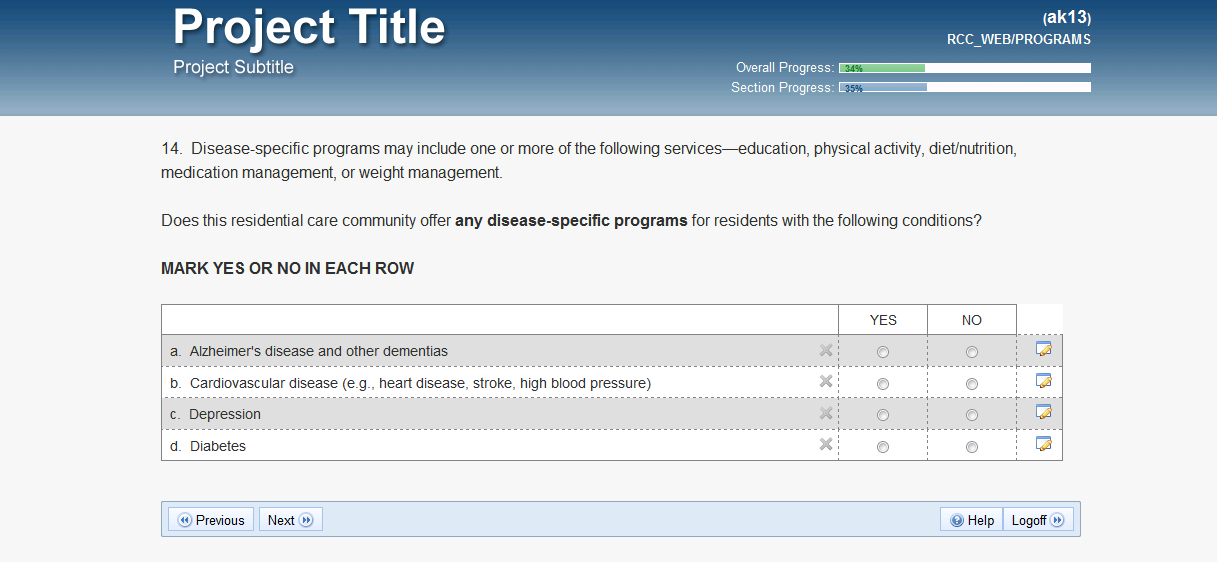 Project Title
Project Subtitle
(ak13)
RCC_WEB/PROGRAMS
Overall Progress: 34%
Section Progress: 35%
14. Disease-specific programs may include one or more of the following services—education, physical activity, diet/nutrition,
medication management, or weight management.
Does this residential care community offer any disease-specific programs for residents with the following conditions?
MARK YES OR NO IN EACH ROW
YES NO
a. Alzheimer's disease and other dementias
b. Cardiovascular disease (e.g., heart disease, stroke, high blood pressure)
c. Depression
d. Diabetes
Previous Next Help Logoff